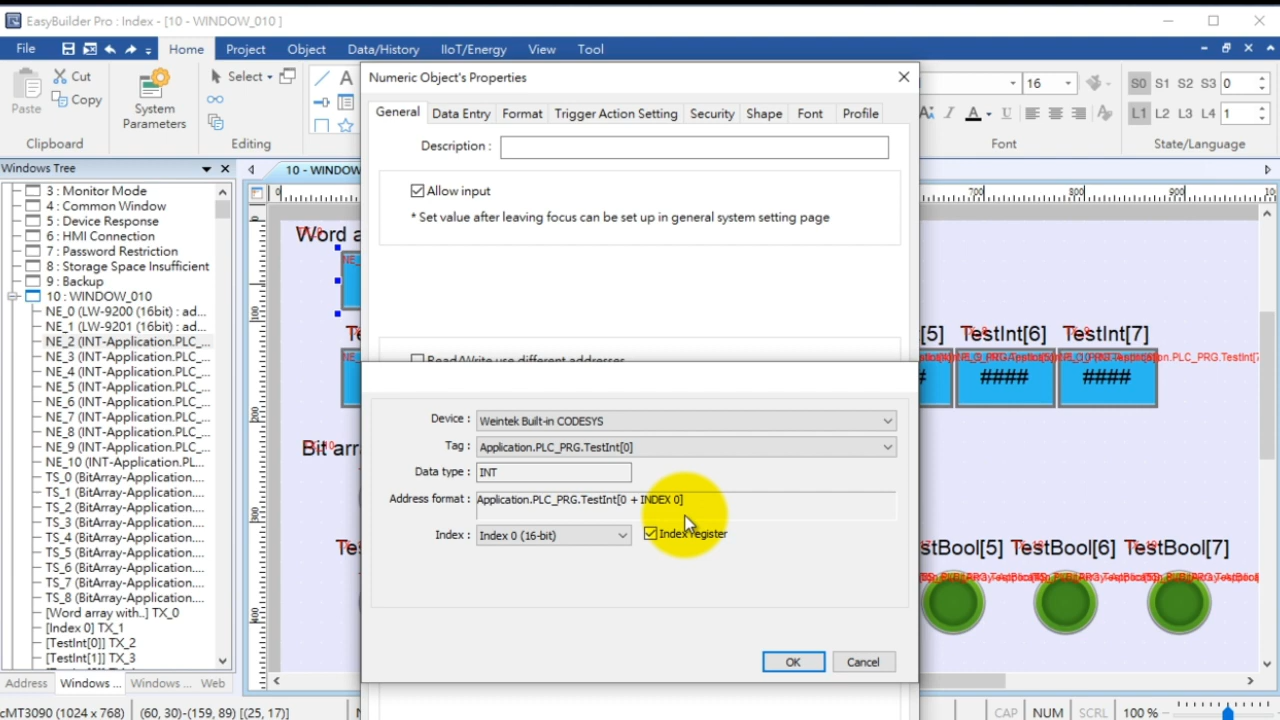 EasyBuilder Pro : Index - [10 - WINDOW_010 ]
File Home Project Object Data/History IIoT/Energy View Tool
Paste Cut Copy
Clipboard
System Parameters
Select
Editing
16
Font
S0 S1 S2 S3 0
L1 L2 L3 L4 1
State/Language
Windows Tree
3 : Monitor Mode
4 : Common Window
5 : Device Response
6 : HMI Connection
7 : Password Restriction
8 : Storage Space Insufficient
9 : Backup
10 : WINDOW_010
NE_0 (LW-9200 (16bit) : ad...
NE_1 (LW-9201 (16bit) : ad...
NE_2 (INT-Application.PLC_...
NE_3 (INT-Application.PLC_...
NE_4 (INT-Application.PLC_...
NE_5 (INT-Application.PLC_...
NE_6 (INT-Application.PLC_...
NE_7 (INT-Application.PLC_...
NE_8 (INT-Application.PLC_...
NE_9 (INT-Application.PLC_...
NE_10 (INT-Application.PL...
TS_0 (BitArray-Application....
TS_1 (BitArray-Application....
TS_2 (BitArray-Application....
TS_3 (BitArray-Application....
TS_4 (BitArray-Application....
TS_5 (BitArray-Application....
TS_6 (BitArray-Application....
TS_7 (BitArray-Application....
TS_8 (BitArray-Application....
[Word array with..] TX_0
[Index 0] TX_1
[TestInt[0]] TX_2
[TestInt[1]] TX_3
Address Windows ... Windows ... Web
10 - WINDOW
700 800 900
Word a
Bit arr
[5] TestInt[6] TestInt[7]
#### ####
stBool[5] TestBool[6] TestBool[7]
Numeric Object's Properties
General Data Entry Format Trigger Action Setting Security Shape Font Profile
Description :
Allow input
* Set value after leaving focus can be set up in general system setting page
Read/Write use different addresses
Device : Weintek Built-in CODESYS
Tag : Application.PLC_PRG.TestInt[0]
Data type : INT
Address format : Application.PLC_PRG.TestInt[0 + INDEX 0]
Index : Index 0 (16-bit) Index register
OK Cancel
cMT3090 (1024 x 768) (60, 30)-(159, 89) [(25, 17)]
CAP NUM SCRL 100 %